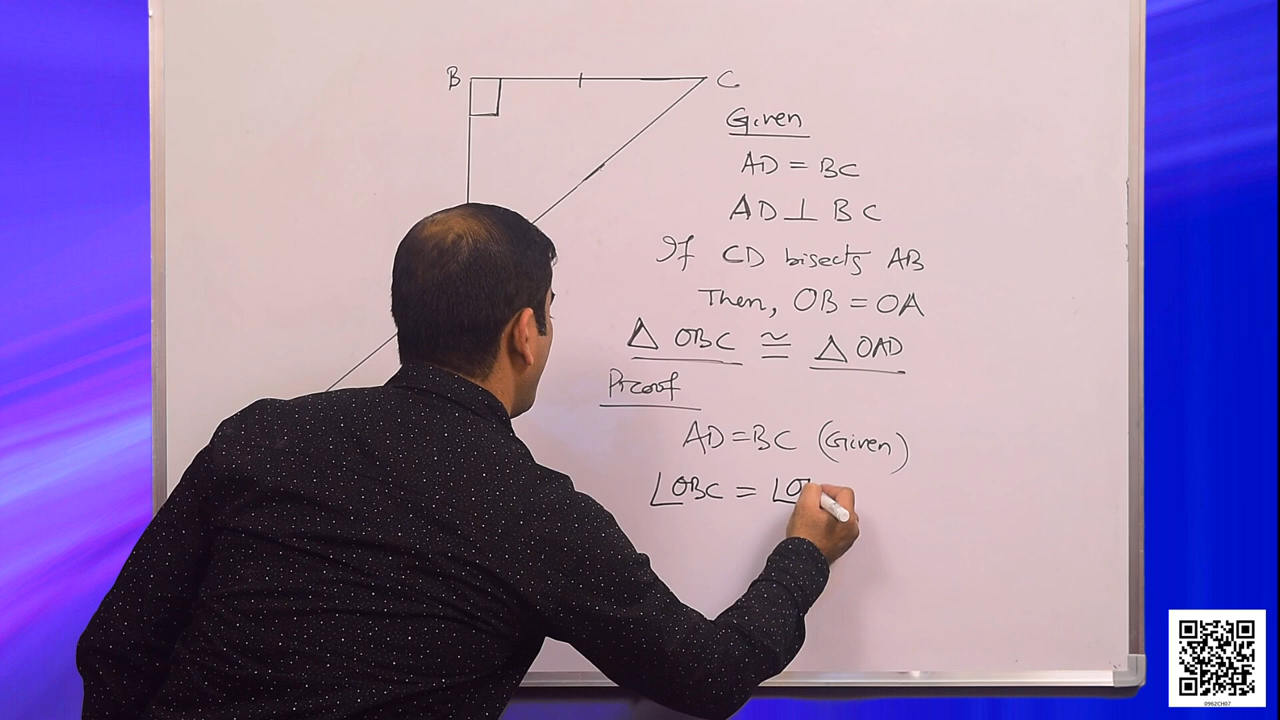 B
C
Given
AD = BC
AD ⊥ BC
If CD bisects AB
Then, OB = OA
△ OBC ≅ △ OAD
Proof
AD = BC (Given)
∠OBC = ∠O
0962CH07